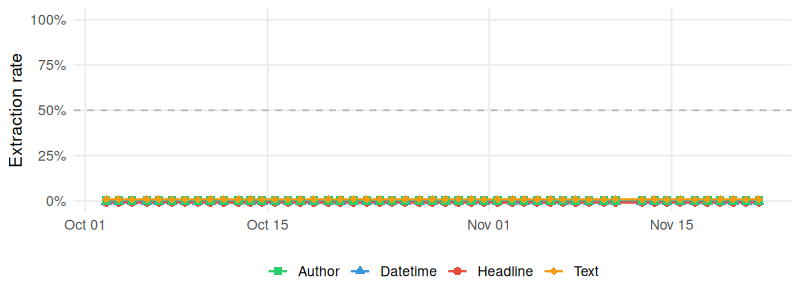 100%
75%
50%
25%
0%
Extraction rate
Oct 01 Oct 15 Nov 01 Nov 15
Author Datetime Headline Text